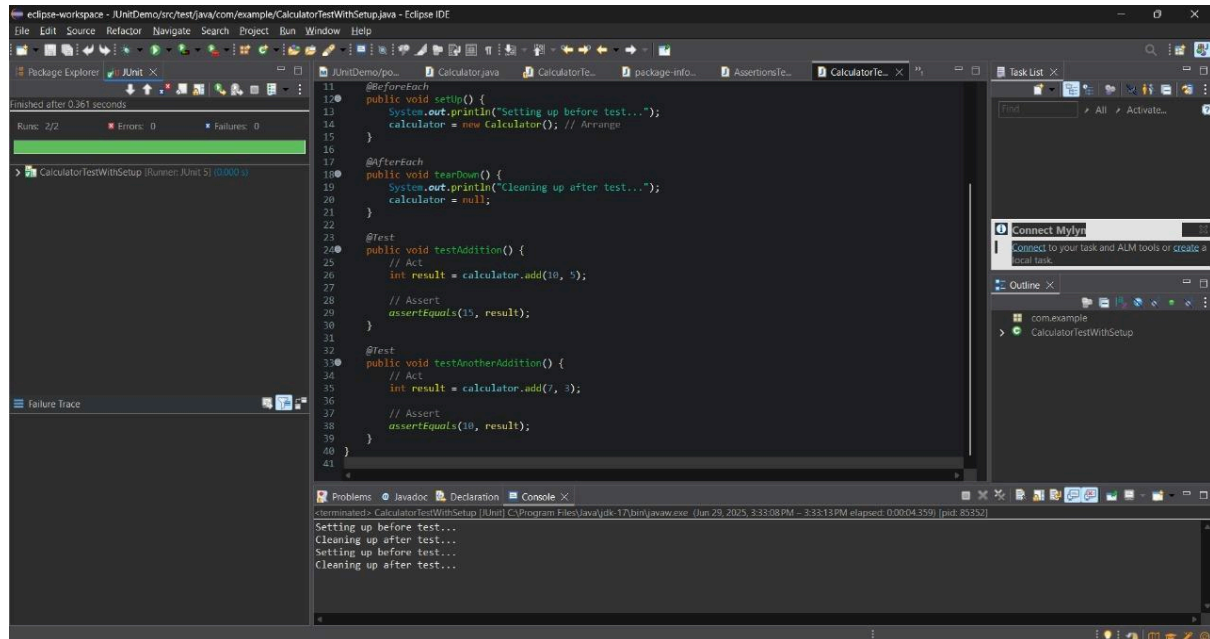 eclipse-workspace - JUnitDemo/src/test/java/com/example/CalculatorTestWithSetup.java - Eclipse IDE
File Edit Source Refactor Navigate Search Project Run Window Help
Package Explorer JUnit
Finished after 0.361 seconds
Runs: 2/2 Errors: 0 Failures: 0
CalculatorTestWithSetup [Runner: JUnit 5] (0.000 s)
Failure Trace
JUnitDemo/po... Calculator.java CalculatorTe... package-info... AssertionsTe... CalculatorTe...
11 @BeforeEach
12 public void setUp() {
13 System.out.println("Setting up before test...");
14 calculator = new Calculator(); // Arrange
15 }
16
17 @AfterEach
18 public void tearDown() {
19 System.out.println("Cleaning up after test...");
20 calculator = null;
21 }
22
23 @Test
24 public void testAddition() {
25 // Act
26 int result = calculator.add(10, 5);
27
28 // Assert
29 assertEquals(15, result);
30 }
31
32 @Test
33 public void testAnotherAddition() {
34 // Act
35 int result = calculator.add(7, 3);
36
37 // Assert
38 assertEquals(10, result);
39 }
40 }
41
Problems Javadoc Declaration Console
<terminated> CalculatorTestWithSetup [JUnit] C:\Program Files\Java\jdk-17\bin\javaw.exe (Jun 29, 2025, 3:33:08 PM – 3:33:13 PM elapsed: 0:00:04.359) [pid: 85352]
Setting up before test...
Cleaning up after test...
Setting up before test...
Cleaning up after test...
Task List
Find All Activate...
Connect Mylyn
Connect to your task and ALM tools or create a
local task.
Outline
com.example
CalculatorTestWithSetup